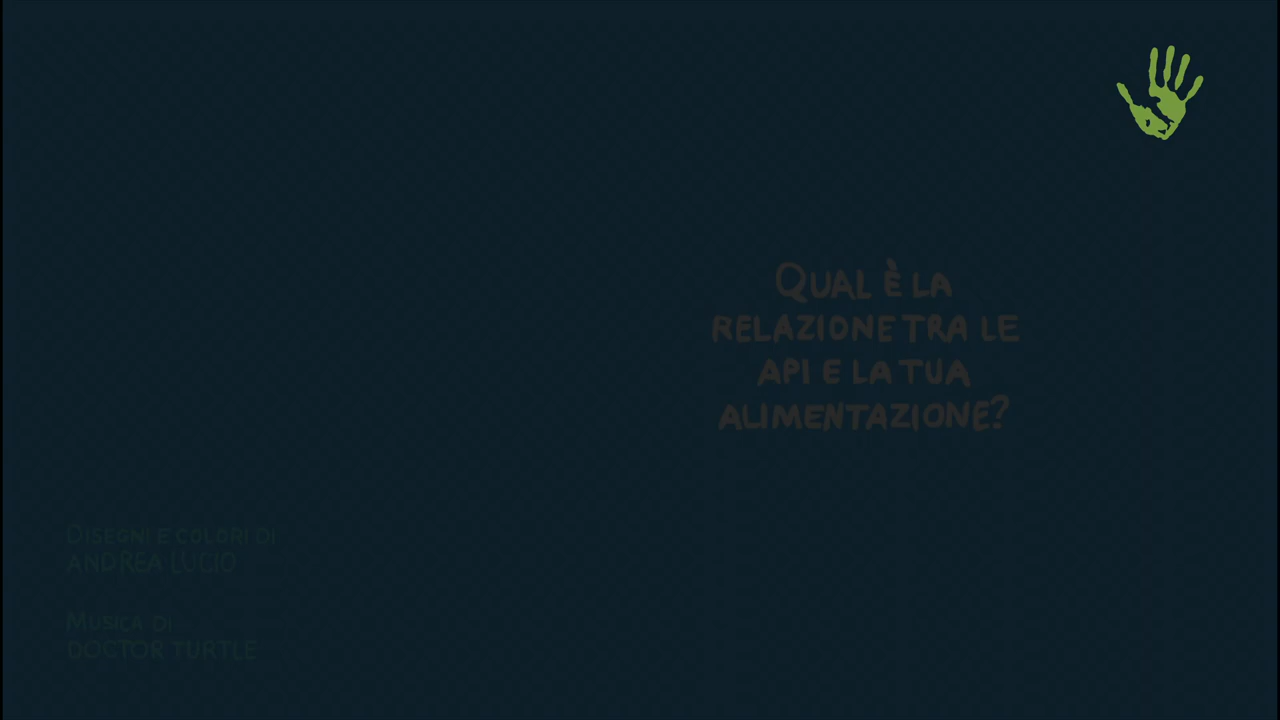 QUAL È LA
RELAZIONE TRA LE
API E LA TUA
ALIMENTAZIONE?
DISEGNI E COLORI DI
ANDREA LUCIO
MUSICA DI
DOCTOR TURTLE